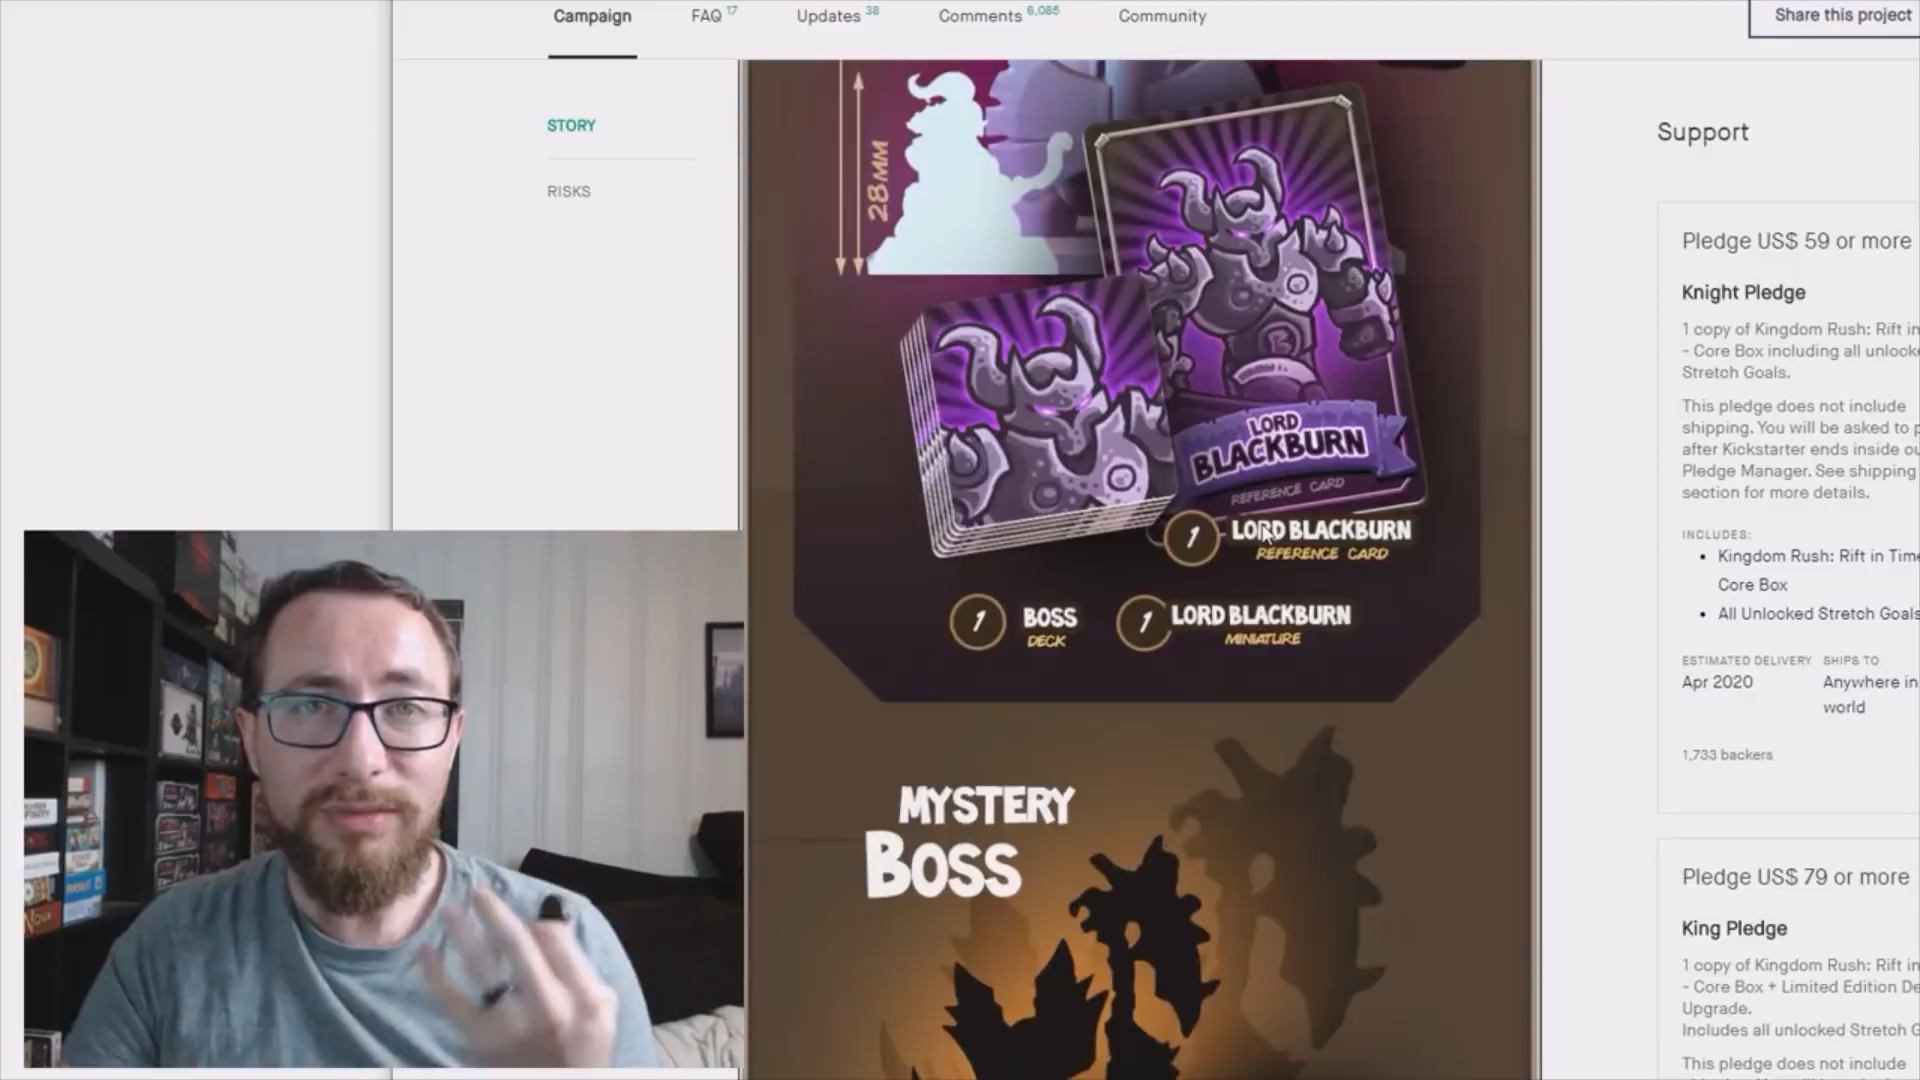 Campaign
FAQ 17
Updates 38
Comments 6,085
Community
Share this project
STORY
RISKS
28MM
LORD
BLACKBURN
REFERENCE CARD
1 LORD BLACKBURN
REFERENCE CARD
1 BOSS
DECK
1 LORD BLACKBURN
MINIATURE
MYSTERY
BOSS
Support
Pledge US$ 59 or more
Knight Pledge
1 copy of Kingdom Rush: Rift in
- Core Box including all unlocke
Stretch Goals.
This pledge does not include
shipping. You will be asked to p
after Kickstarter ends inside ou
Pledge Manager. See shipping
section for more details.
INCLUDES:
Kingdom Rush: Rift in Time
Core Box
All Unlocked Stretch Goals
ESTIMATED DELIVERY
Apr 2020
SHIPS TO
Anywhere in
world
1,733 backers
Pledge US$ 79 or more
King Pledge
1 copy of Kingdom Rush: Rift in
- Core Box + Limited Edition De
Upgrade.
Includes all unlocked Stretch G
This pledge does not include